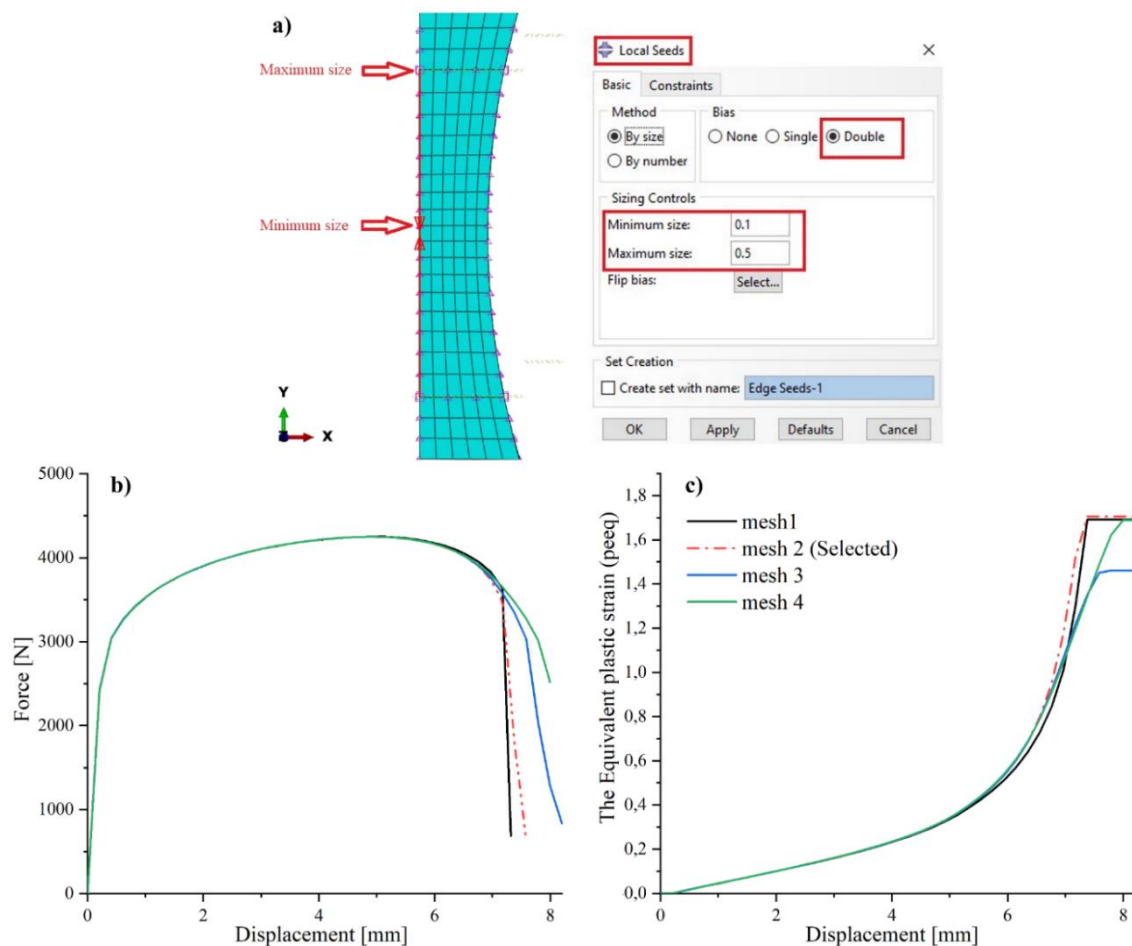 a)
Maximum size
Minimum size
Y
X
Local Seeds
Basic Constraints
Method
By size
By number
Bias
None Single Double
Sizing Controls
Minimum size: 0.1
Maximum size: 0.5
Flip bias: Select...
Set Creation
Create set with name: Edge Seeds-1
OK Apply Defaults Cancel
b)
5000
4000
3000
2000
1000
0
Force [N]
0 2 4 6 8
Displacement [mm]
c)
mesh1
mesh 2 (Selected)
mesh 3
mesh 4
1,8
1,6
1,4
1,2
1,0
0,8
0,6
0,4
0,2
0,0
The Equivalent plastic strain (peeq)
0 2 4 6 8
Displacement [mm]